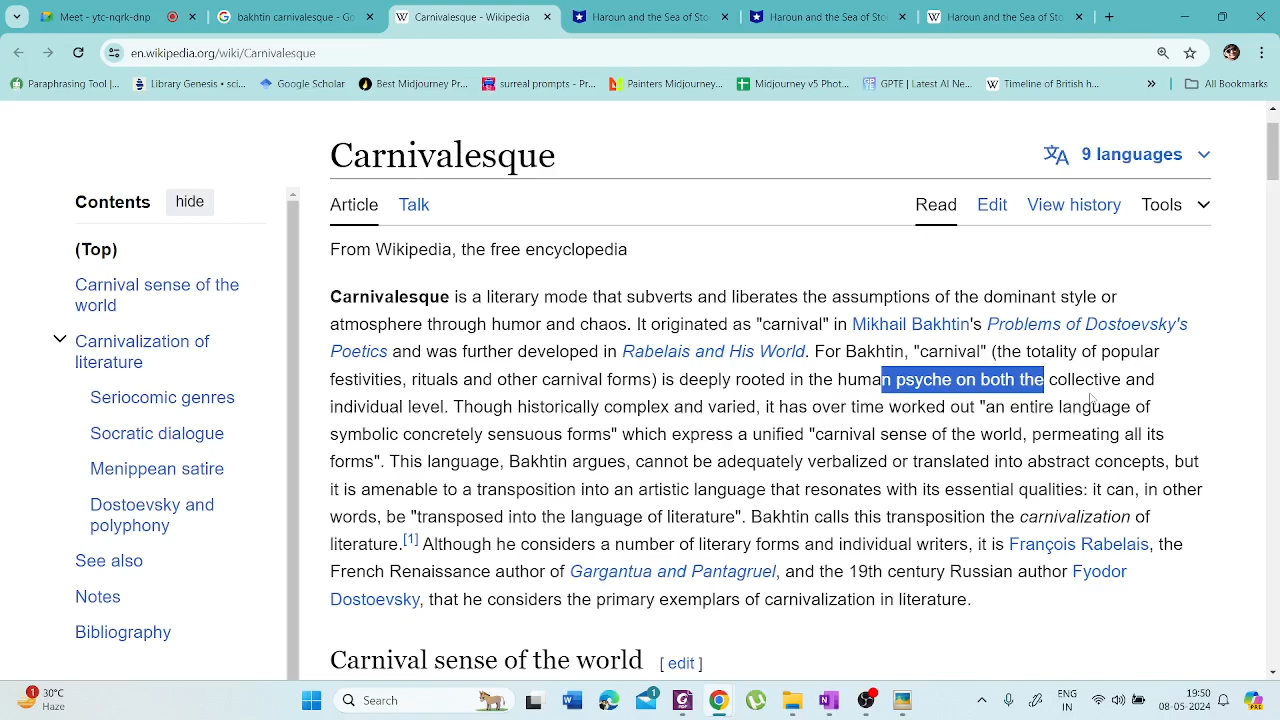 Meet - ytc-nrqk-dnp
bakhtin carnivalesque - G
Carnivalesque - Wikipedia
Haroun and the Sea of Sto
Haroun and the Sea of Sto
Haroun and the Sea of Sto
en.wikipedia.org/wiki/Carnivalesque
Paraphrasing Tool |...
Library Genesis • sci...
Google Scholar
Best Midjourney Pr...
surreal prompts - Pr...
Painters Midjourney...
Midjourney v5 Phot...
GPTE | Latest AI Ne...
Timeline of British h...
»
All Bookmarks
Carnivalesque
9 languages
Contents
hide
Article
Talk
Read
Edit
View history
Tools
(Top)
From Wikipedia, the free encyclopedia
Carnival sense of the
world
Carnivalization of
literature
Seriocomic genres
Socratic dialogue
Menippean satire
Dostoevsky and
polyphony
See also
Notes
Bibliography
Carnivalesque is a literary mode that subverts and liberates the assumptions of the dominant style or
atmosphere through humor and chaos. It originated as "carnival" in Mikhail Bakhtin's Problems of Dostoevsky's
Poetics and was further developed in Rabelais and His World. For Bakhtin, "carnival" (the totality of popular
festivities, rituals and other carnival forms) is deeply rooted in the human psyche on both the collective and
individual level. Though historically complex and varied, it has over time worked out "an entire language of
symbolic concretely sensuous forms" which express a unified "carnival sense of the world, permeating all its
forms". This language, Bakhtin argues, cannot be adequately verbalized or translated into abstract concepts, but
it is amenable to a transposition into an artistic language that resonates with its essential qualities: it can, in other
words, be "transposed into the language of literature". Bakhtin calls this transposition the carnivalization of
literature.[1] Although he considers a number of literary forms and individual writers, it is François Rabelais, the
French Renaissance author of Gargantua and Pantagruel, and the 19th century Russian author Fyodor
Dostoevsky, that he considers the primary exemplars of carnivalization in literature.
Carnival sense of the world [ edit ]
1
30°C
Haze
Search
1
ENG
IN
19:50
08-05-2024